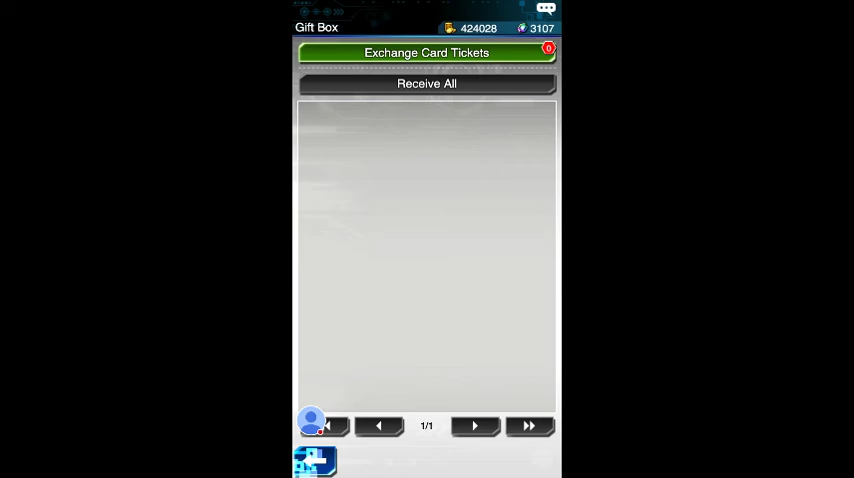 Gift Box
424028
3107
Exchange Card Tickets
0
Receive All
1/1